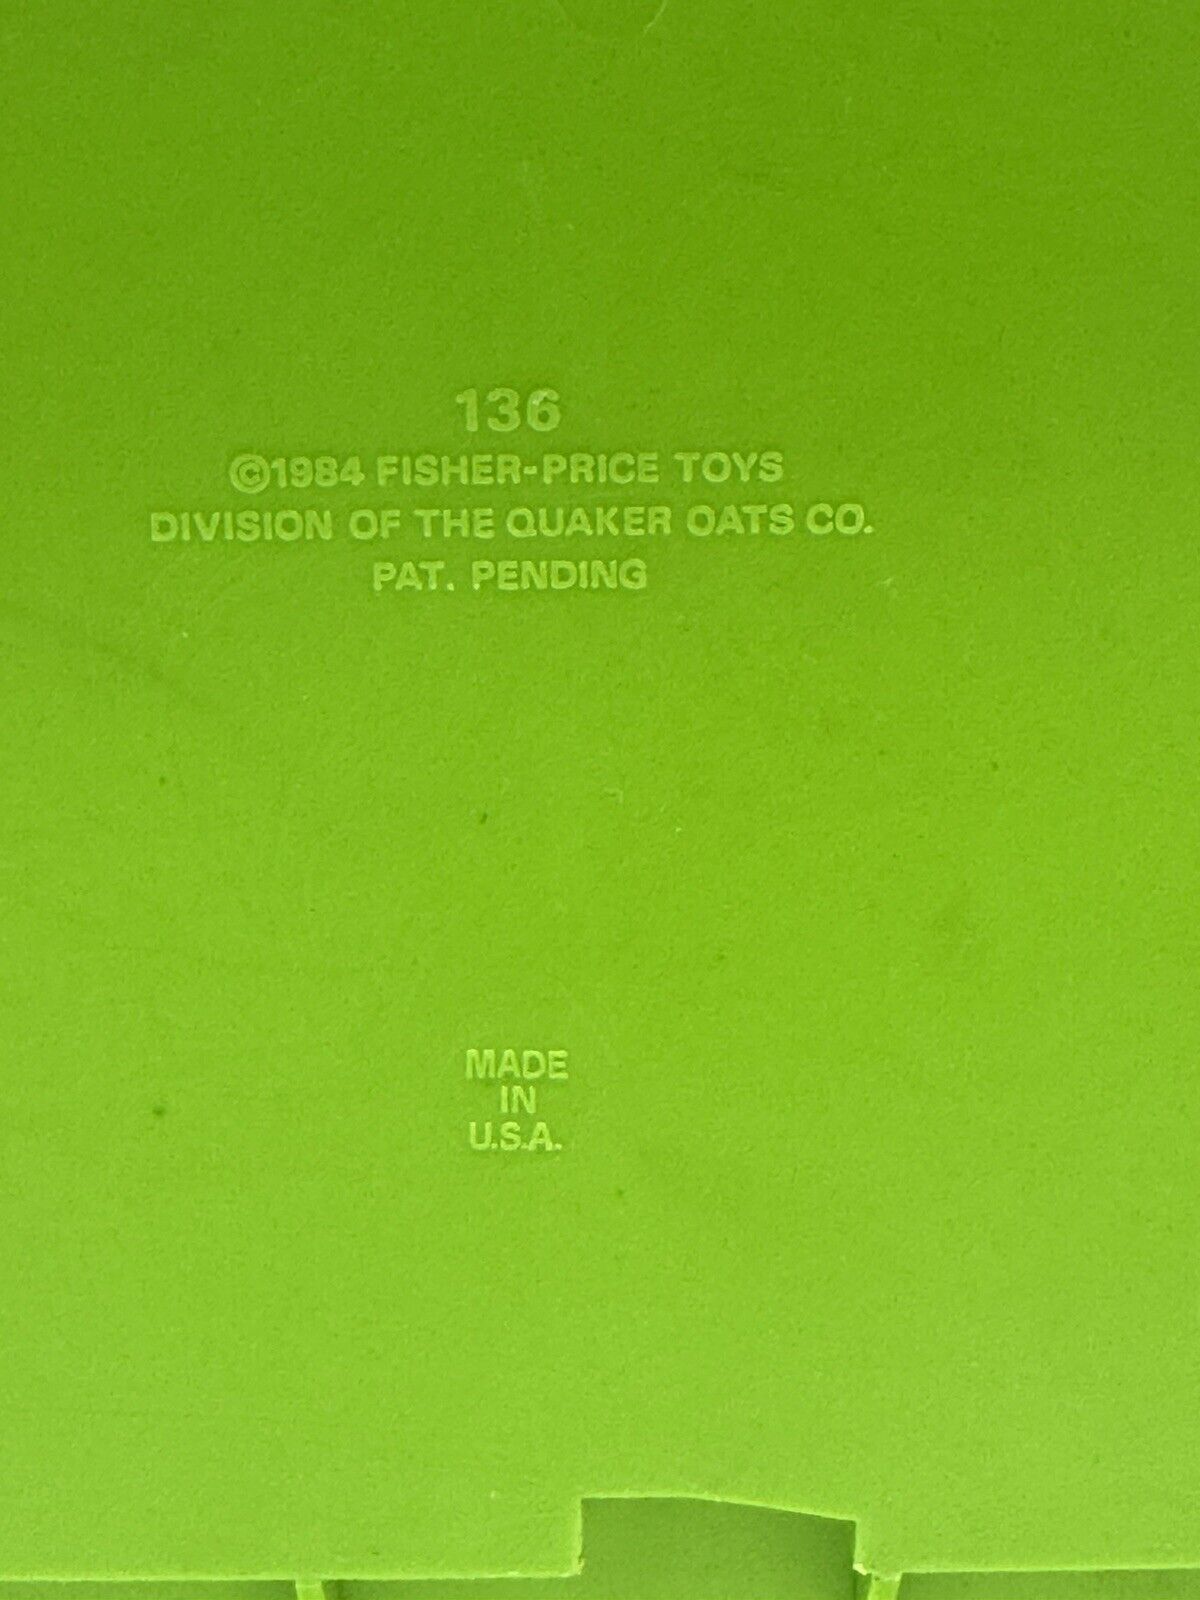 136
©1984 FISHER-PRICE TOYS
DIVISION OF THE QUAKER OATS CO.
PAT. PENDING
MADE
IN
U.S.A.